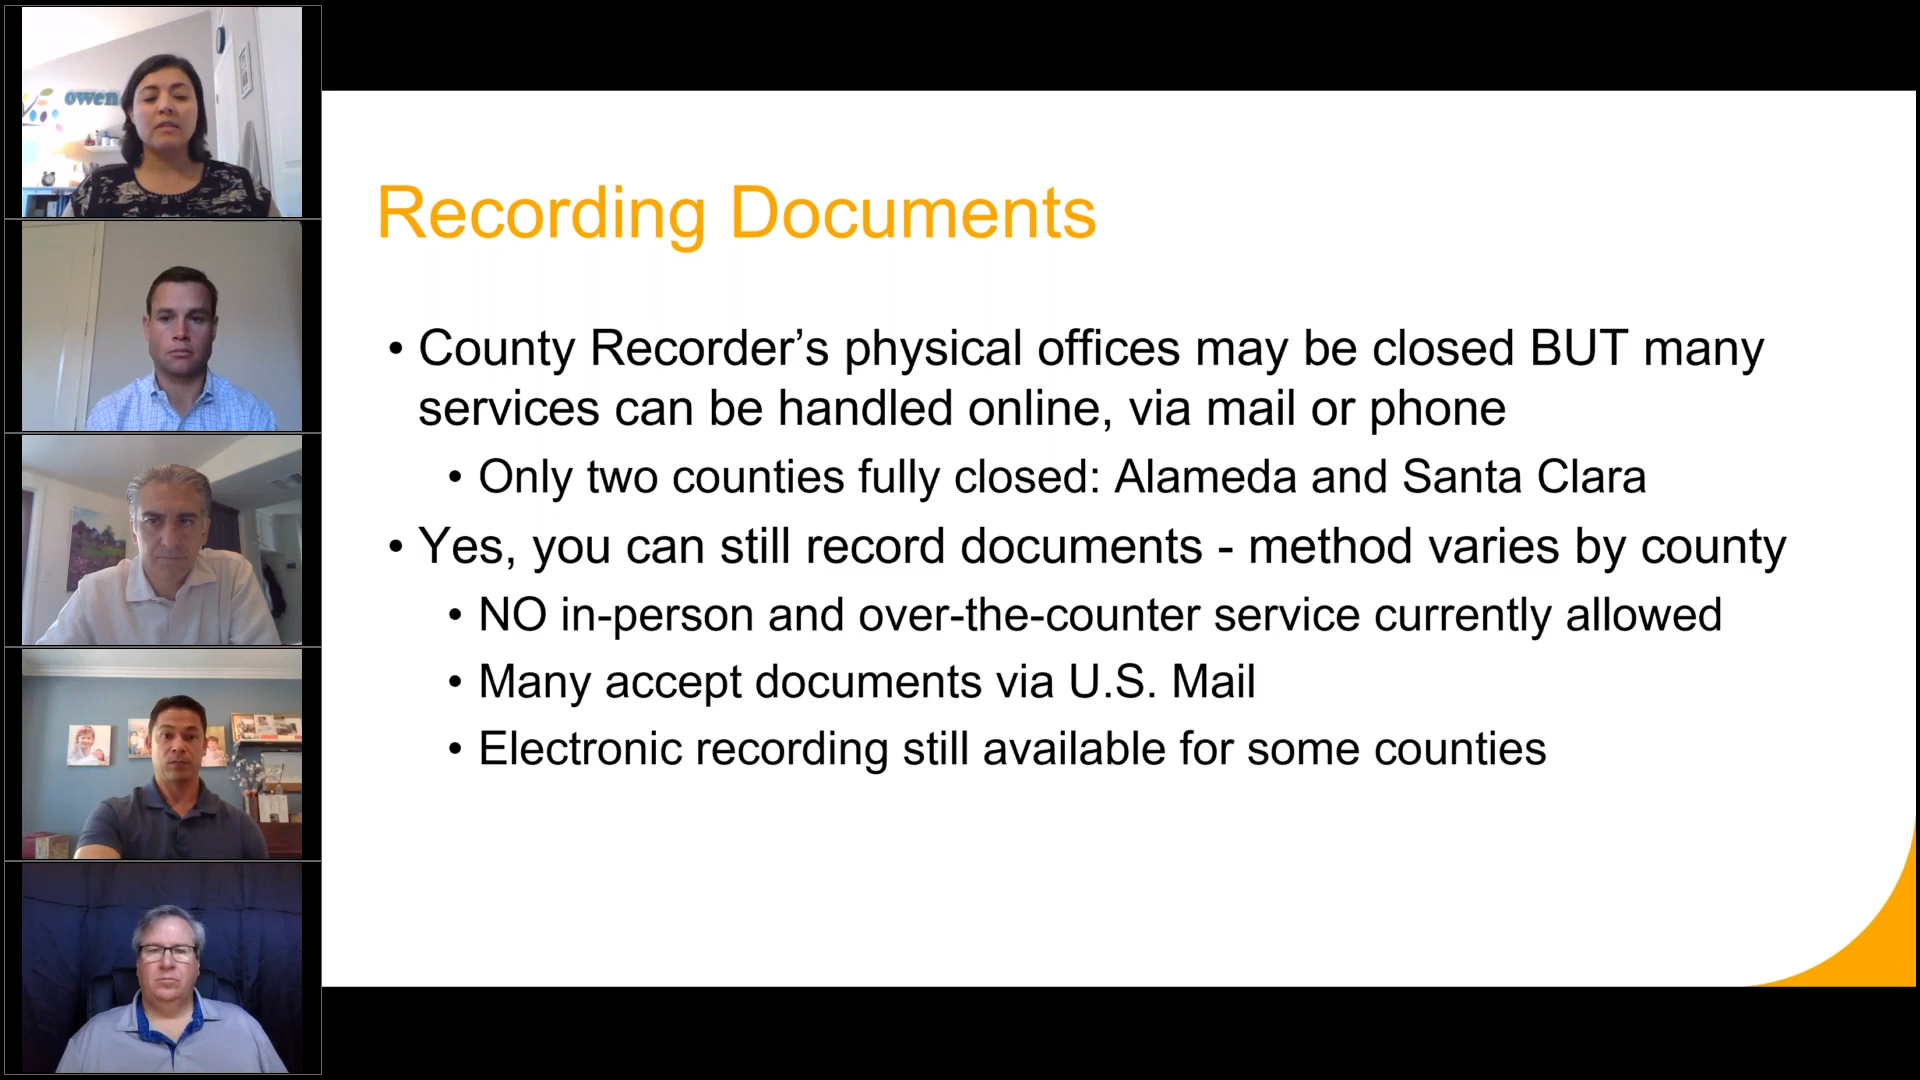 owen
Recording Documents
• County Recorder’s physical offices may be closed BUT many
services can be handled online, via mail or phone
• Only two counties fully closed: Alameda and Santa Clara
• Yes, you can still record documents - method varies by county
• NO in-person and over-the-counter service currently allowed
• Many accept documents via U.S. Mail
• Electronic recording still available for some counties